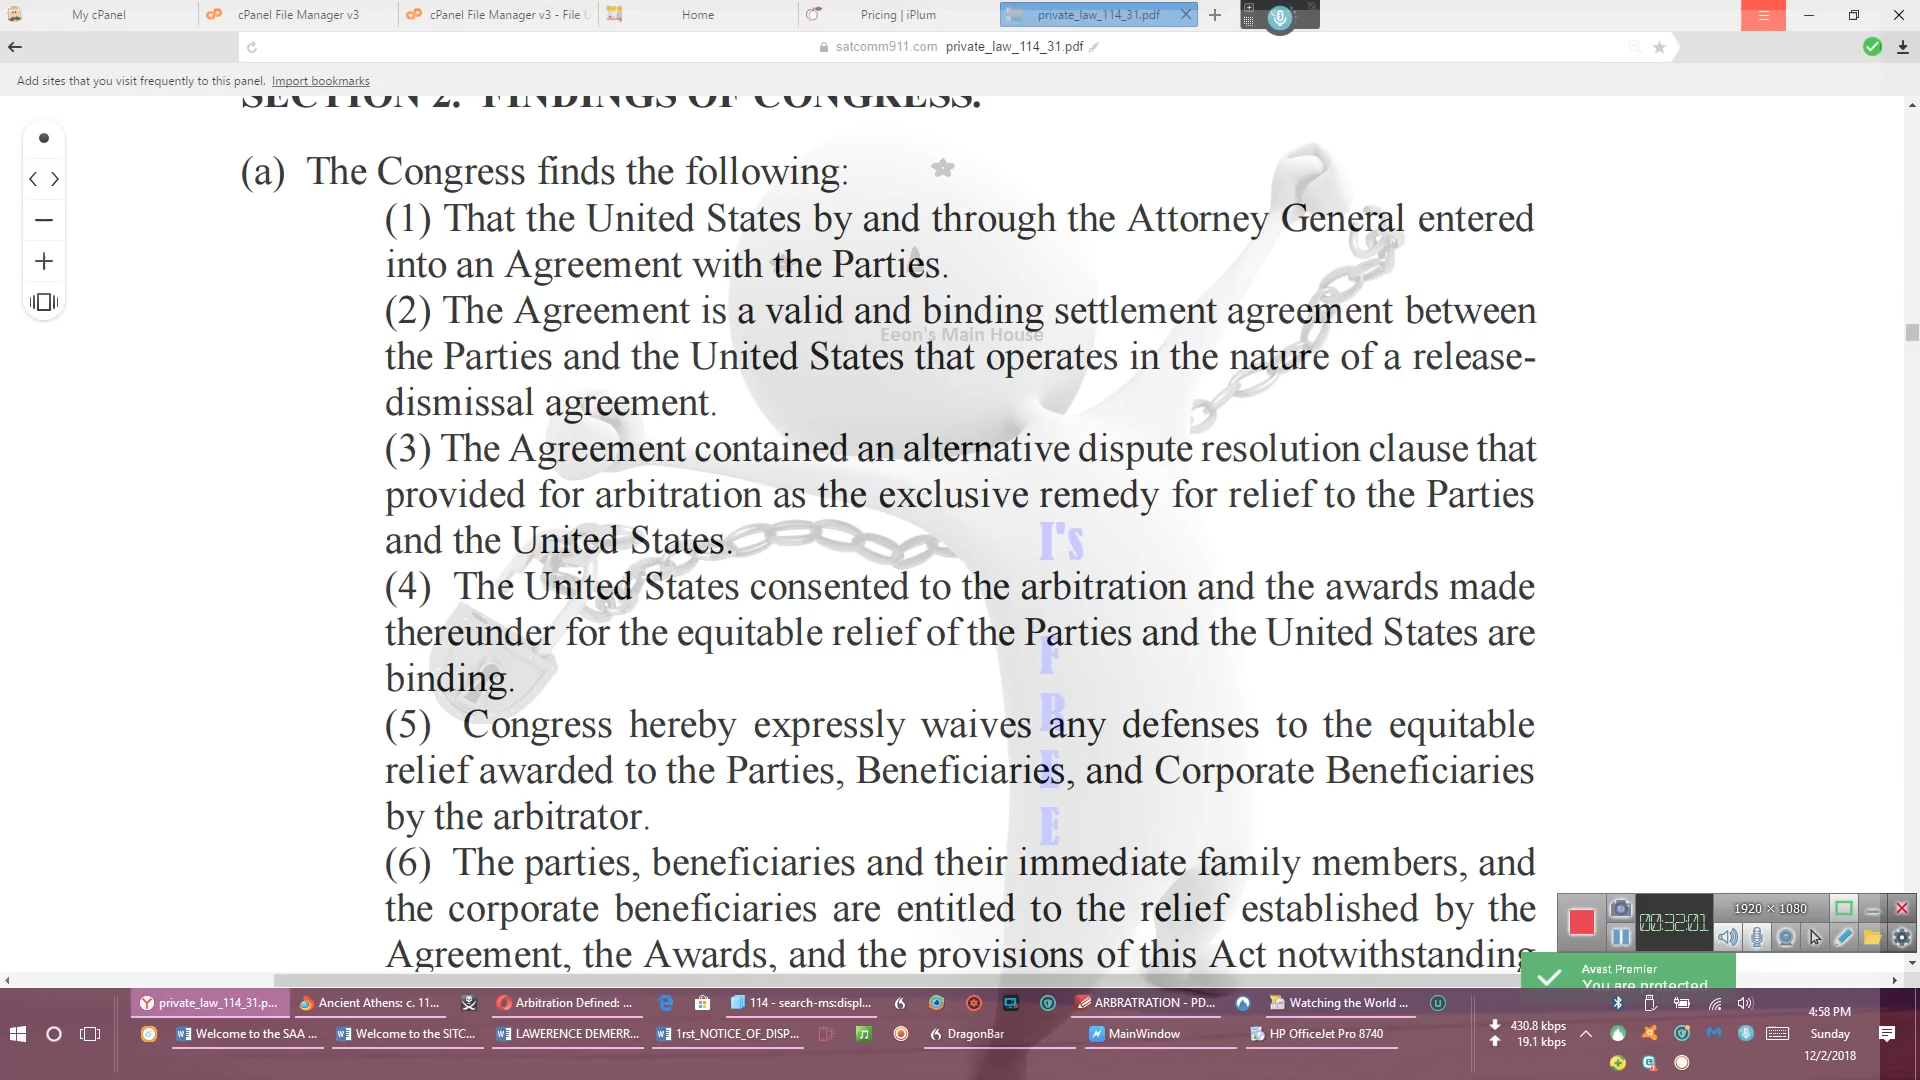 My cPanel
cPanel File Manager v3
cPanel File Manager v3 - File U
Home
Pricing | iPlum
private_law_114_31.pdf
satcomm911.com private_law_114_31.pdf
Add sites that you visit frequently to this panel. Import bookmarks
SECTION 2. FINDINGS OF CONGRESS.
(a) The Congress finds the following:
(1) That the United States by and through the Attorney General entered
into an Agreement with the Parties.
(2) The Agreement is a valid and binding settlement agreement between
Eeon's Main House
the Parties and the United States that operates in the nature of a release-
dismissal agreement.
(3) The Agreement contained an alternative dispute resolution clause that
provided for arbitration as the exclusive remedy for relief to the Parties
and the United States.
I's
(4) The United States consented to the arbitration and the awards made
thereunder for the equitable relief of the Parties and the United States are
binding.
F
R
E
E
(5) Congress hereby expressly waives any defenses to the equitable
relief awarded to the Parties, Beneficiaries, and Corporate Beneficiaries
by the arbitrator.
(6) The parties, beneficiaries and their immediate family members, and
the corporate beneficiaries are entitled to the relief established by the
Agreement, the Awards, and the provisions of this Act notwithstanding
1920 × 1080
00:32:01
Avast Premier
You are protected
private_law_114_31.p...
Ancient Athens: c. 11...
Arbitration Defined: ...
114 - search-ms:displ...
ARBRATRATION - PD...
Watching the World ...
Welcome to the SAA ...
Welcome to the SITC...
LAWERENCE DEMERR...
1rst_NOTICE_OF_DISP...
DragonBar
MainWindow
HP OfficeJet Pro 8740
430.8 kbps
19.1 kbps
4:58 PM
Sunday
12/2/2018